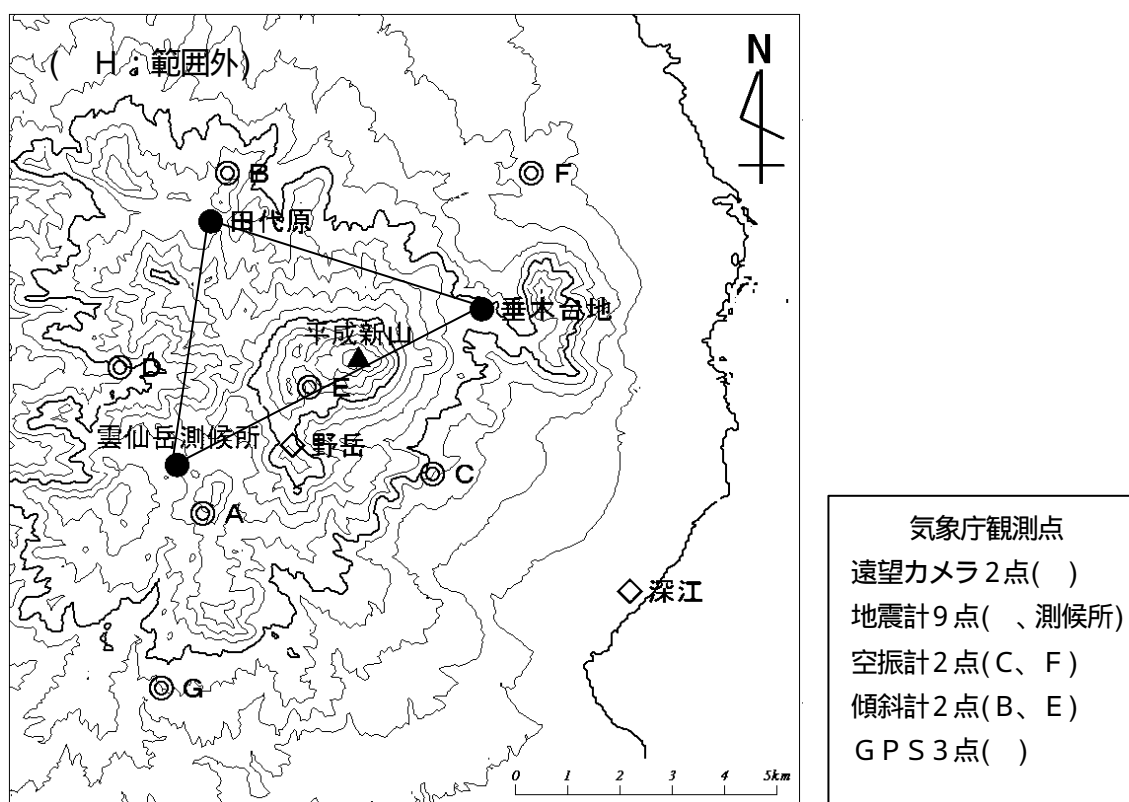 (　H：範囲外)
N
B
F
田代原
垂木台地
平成新山
D
E
雲仙岳測候所
野岳
C
A
深江
G
0 1 2 3 4 5km
気象庁観測点
遠望カメラ２点(　)
地震計９点(　、測候所)
空振計２点(Ｃ、Ｆ)
傾斜計２点(Ｂ、Ｅ)
ＧＰＳ３点(　)